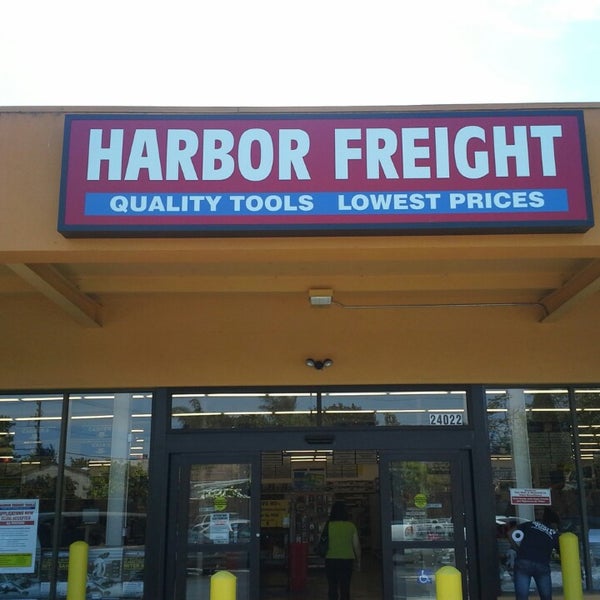 HARBOR FREIGHT
QUALITY TOOLS LOWEST PRICES
24022